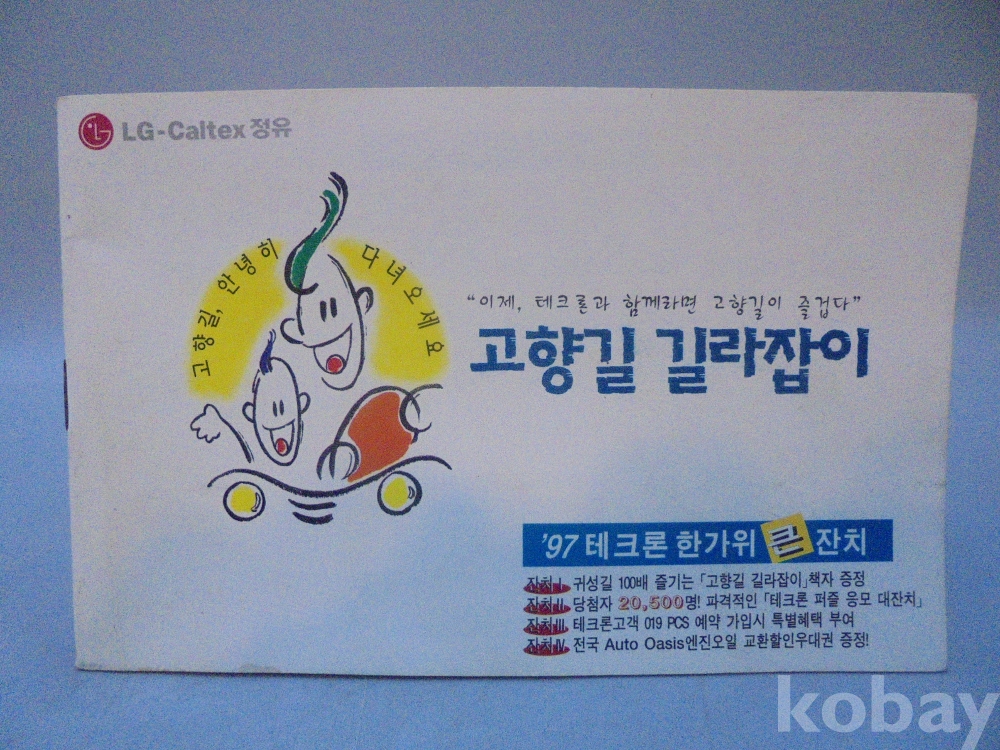 LG-Caltex정유
고향길, 안녕히 다녀오세요
“이제, 테크론과 함께라면 고향길이 즐겁다”
고향길 길라잡이
'97 테크론 한가위 큰 잔치
잔치 I 귀성길 100배 즐기는 「고향길 길라잡이」책자 증정
잔치 II 당첨자 20,500명! 파격적인 「테크론 퍼즐 응모 대잔치」
잔치 III 테크론고객 019 PCS 예약 가입시 특별혜택 부여
잔치 IV 전국 Auto Oasis엔진오일 교환할인우대권 증정!
kobay